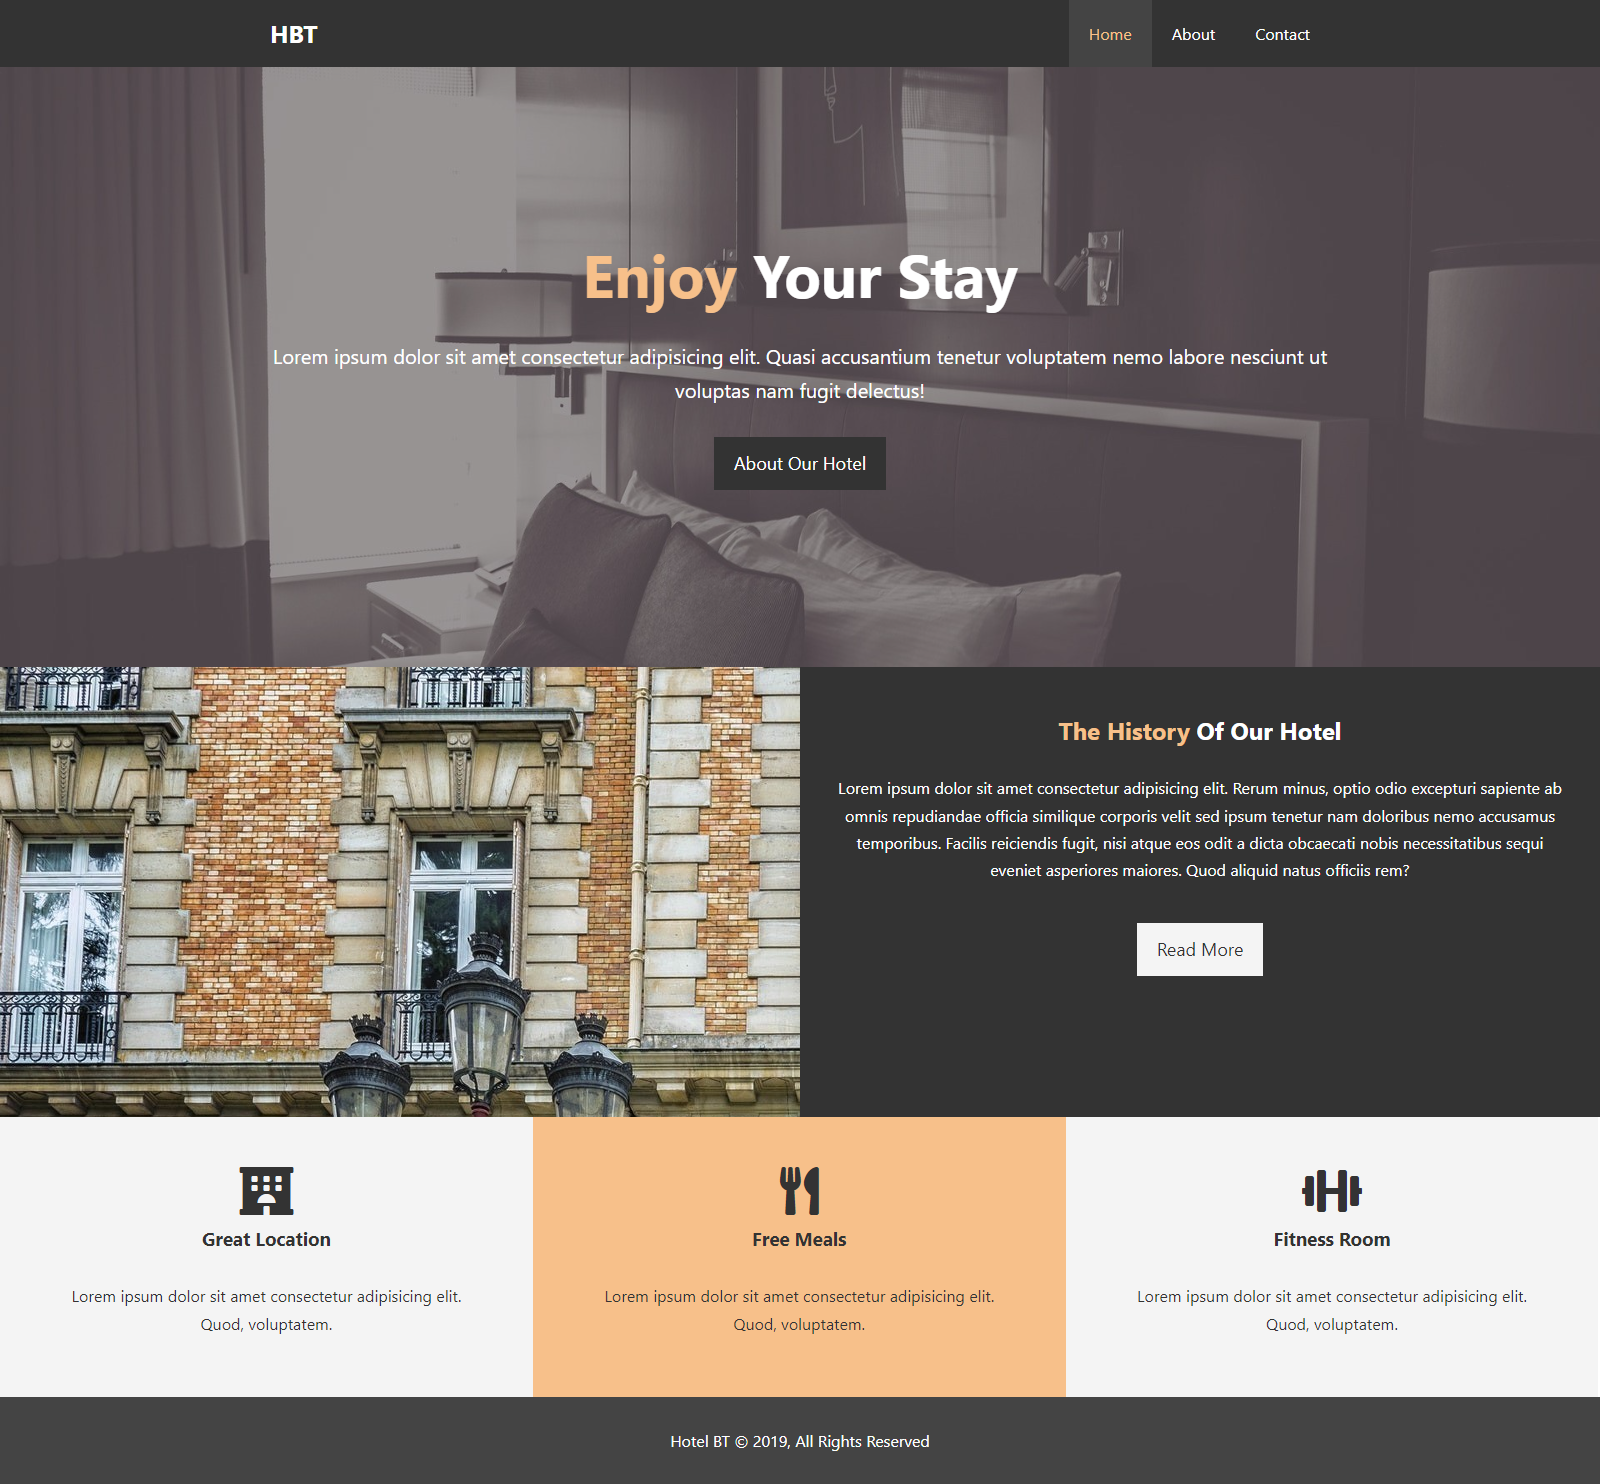 HBT
Home
About
Contact
Enjoy Your Stay
Lorem ipsum dolor sit amet consectetur adipisicing elit. Quasi accusantium tenetur voluptatem nemo labore nesciunt ut
voluptas nam fugit delectus!
About Our Hotel
The History Of Our Hotel
Lorem ipsum dolor sit amet consectetur adipisicing elit. Rerum minus, optio odio excepturi sapiente ab
omnis repudiandae officia similique corporis velit sed ipsum tenetur nam doloribus nemo accusamus
temporibus. Facilis reiciendis fugit, nisi atque eos odit a dicta obcaecati nobis necessitatibus sequi
eveniet asperiores maiores. Quod aliquid natus officiis rem?
Read More
Great Location
Lorem ipsum dolor sit amet consectetur adipisicing elit.
Quod, voluptatem.
Free Meals
Lorem ipsum dolor sit amet consectetur adipisicing elit.
Quod, voluptatem.
Fitness Room
Lorem ipsum dolor sit amet consectetur adipisicing elit.
Quod, voluptatem.
Hotel BT © 2019, All Rights Reserved